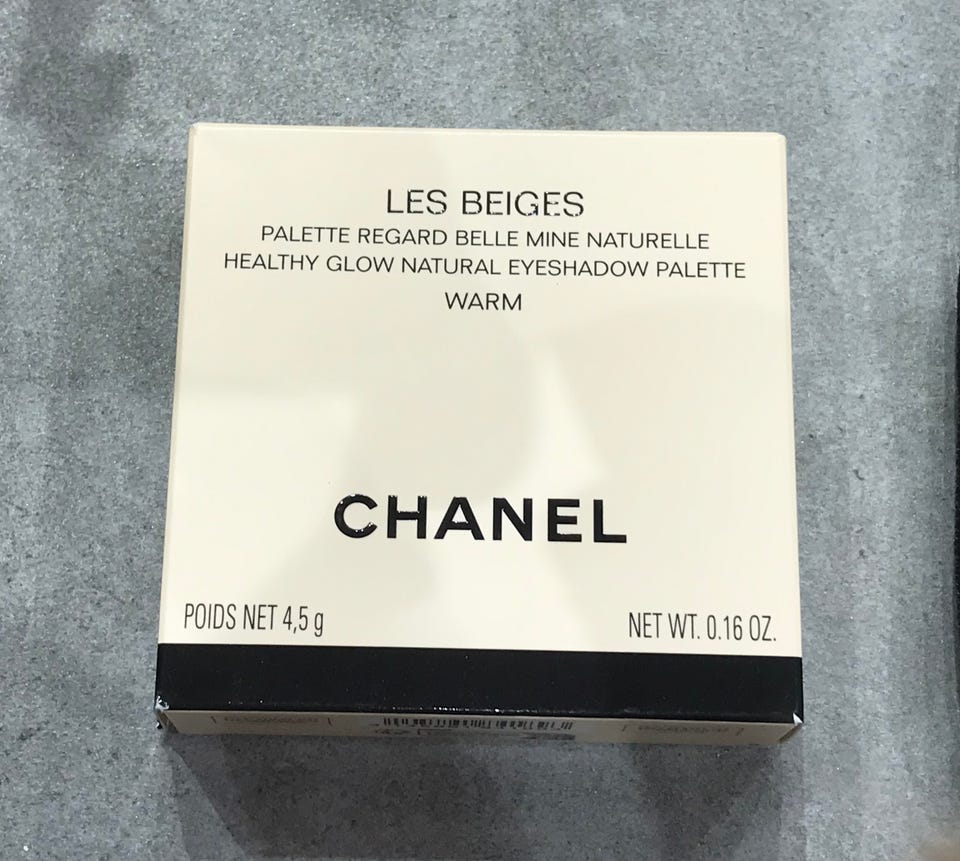 LES BEIGES
PALETTE REGARD BELLE MINE NATURELLE
HEALTHY GLOW NATURAL EYESHADOW PALETTE
WARM
CHANEL
POIDS NET 4,5 g
NET WT. 0.16 OZ.